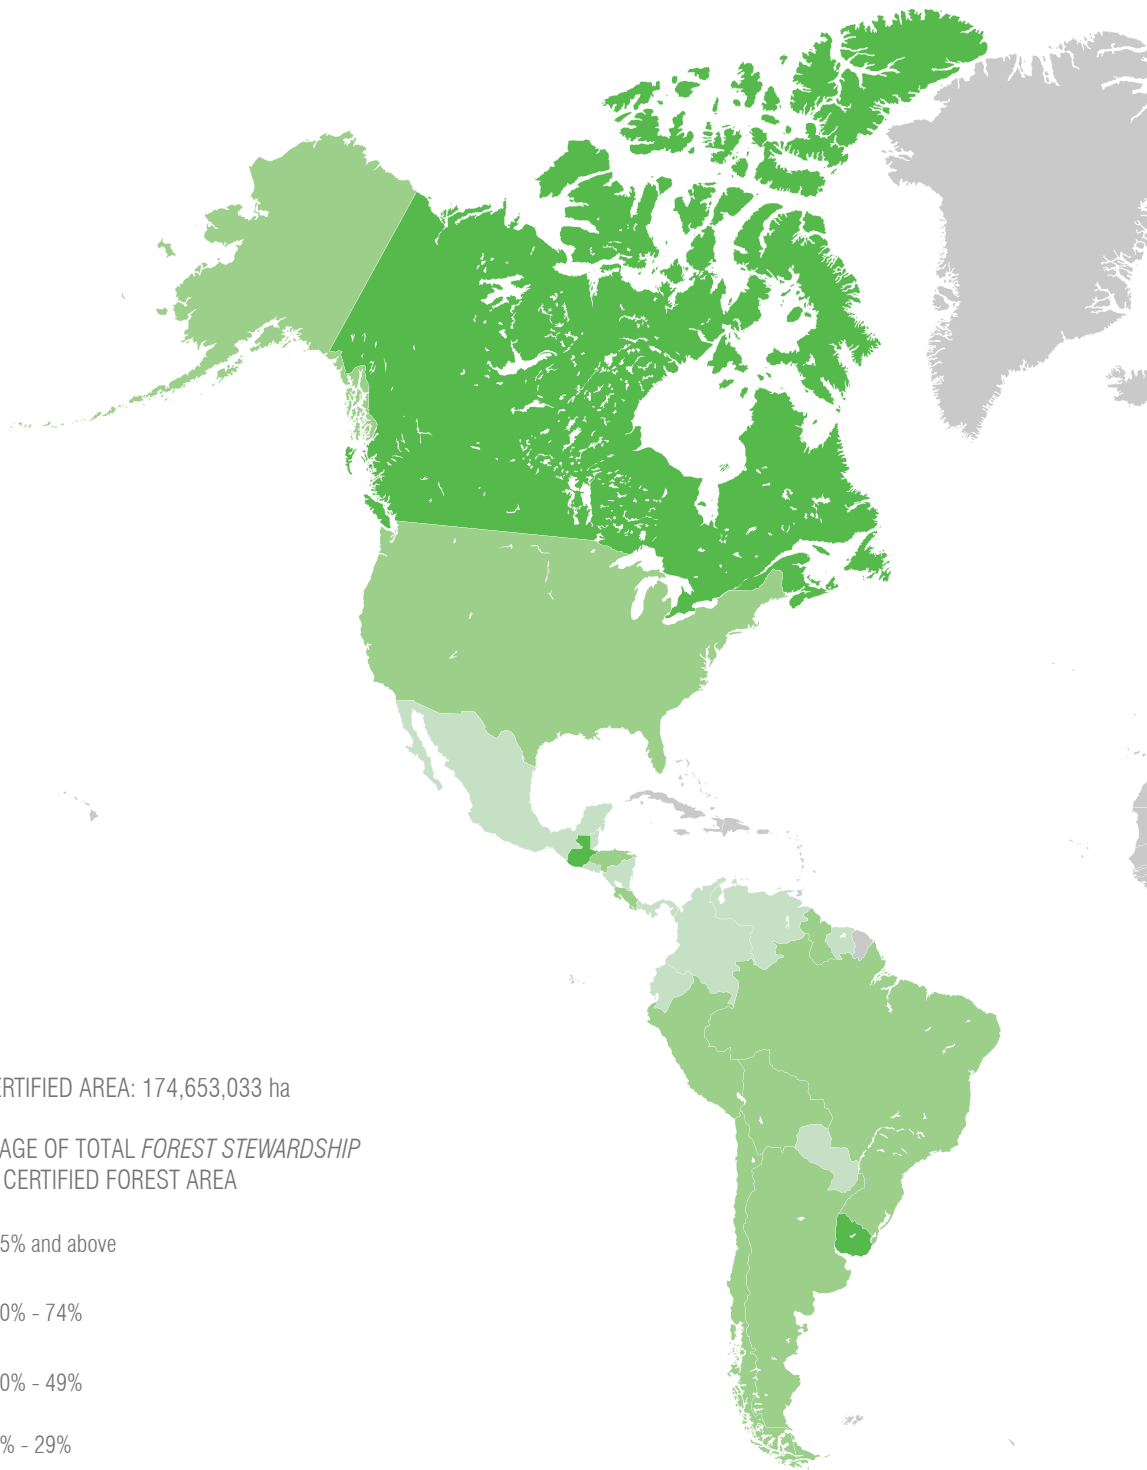 ERTIFIED AREA: 174,653,033 ha
AGE OF TOTAL FOREST STEWARDSHIP
CERTIFIED FOREST AREA
5% and above
0% - 74%
0% - 49%
% - 29%